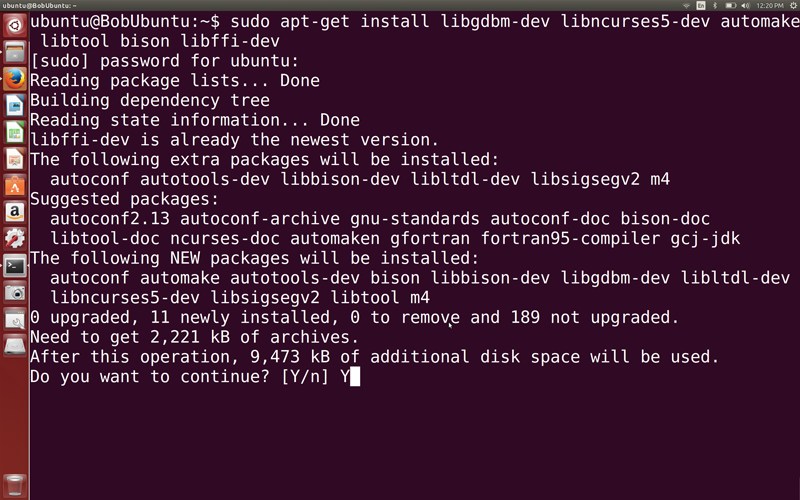 ubuntu@BobUbuntu: ~
En
12:20 PM
ubuntu@BobUbuntu:~$ sudo apt-get install libgdbm-dev libncurses5-dev automake
libtool bison libffi-dev
[sudo] password for ubuntu:
Reading package lists... Done
Building dependency tree
Reading state information... Done
libffi-dev is already the newest version.
The following extra packages will be installed:
autoconf autotools-dev libbison-dev libltdl-dev libsigsegv2 m4
Suggested packages:
autoconf2.13 autoconf-archive gnu-standards autoconf-doc bison-doc
libtool-doc ncurses-doc automaken gfortran fortran95-compiler gcj-jdk
The following NEW packages will be installed:
autoconf automake autotools-dev bison libbison-dev libgdbm-dev libltdl-dev
libncurses5-dev libsigsegv2 libtool m4
0 upgraded, 11 newly installed, 0 to remove and 189 not upgraded.
Need to get 2,221 kB of archives.
After this operation, 9,473 kB of additional disk space will be used.
Do you want to continue? [Y/n] Y